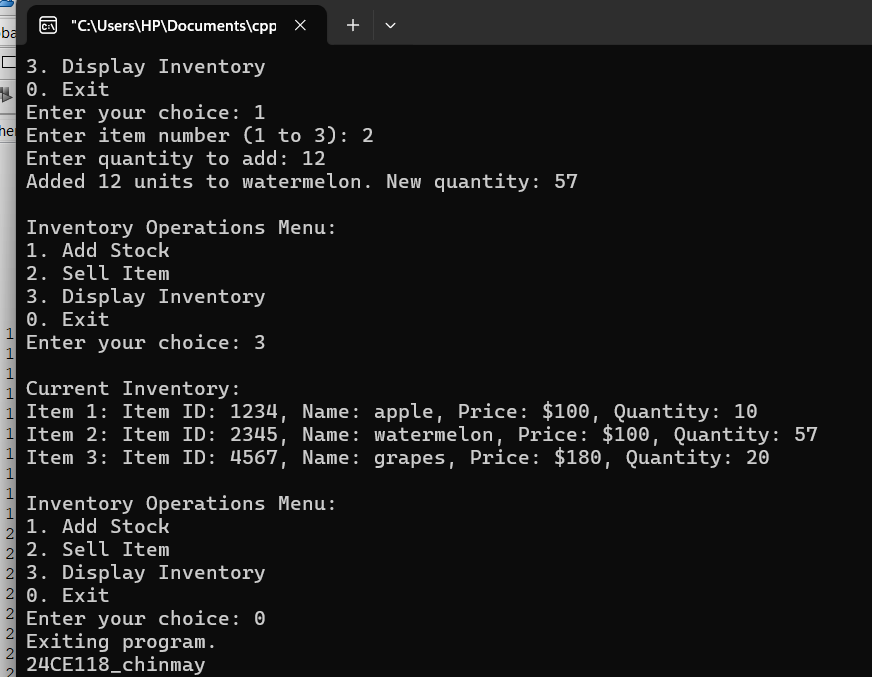 "C:\Users\HP\Documents\cpp
3. Display Inventory
0. Exit
Enter your choice: 1
Enter item number (1 to 3): 2
Enter quantity to add: 12
Added 12 units to watermelon. New quantity: 57
Inventory Operations Menu:
1. Add Stock
2. Sell Item
3. Display Inventory
0. Exit
Enter your choice: 3
Current Inventory:
Item 1: Item ID: 1234, Name: apple, Price: $100, Quantity: 10
Item 2: Item ID: 2345, Name: watermelon, Price: $100, Quantity: 57
Item 3: Item ID: 4567, Name: grapes, Price: $180, Quantity: 20
Inventory Operations Menu:
1. Add Stock
2. Sell Item
3. Display Inventory
0. Exit
Enter your choice: 0
Exiting program.
24CE118_chinmay